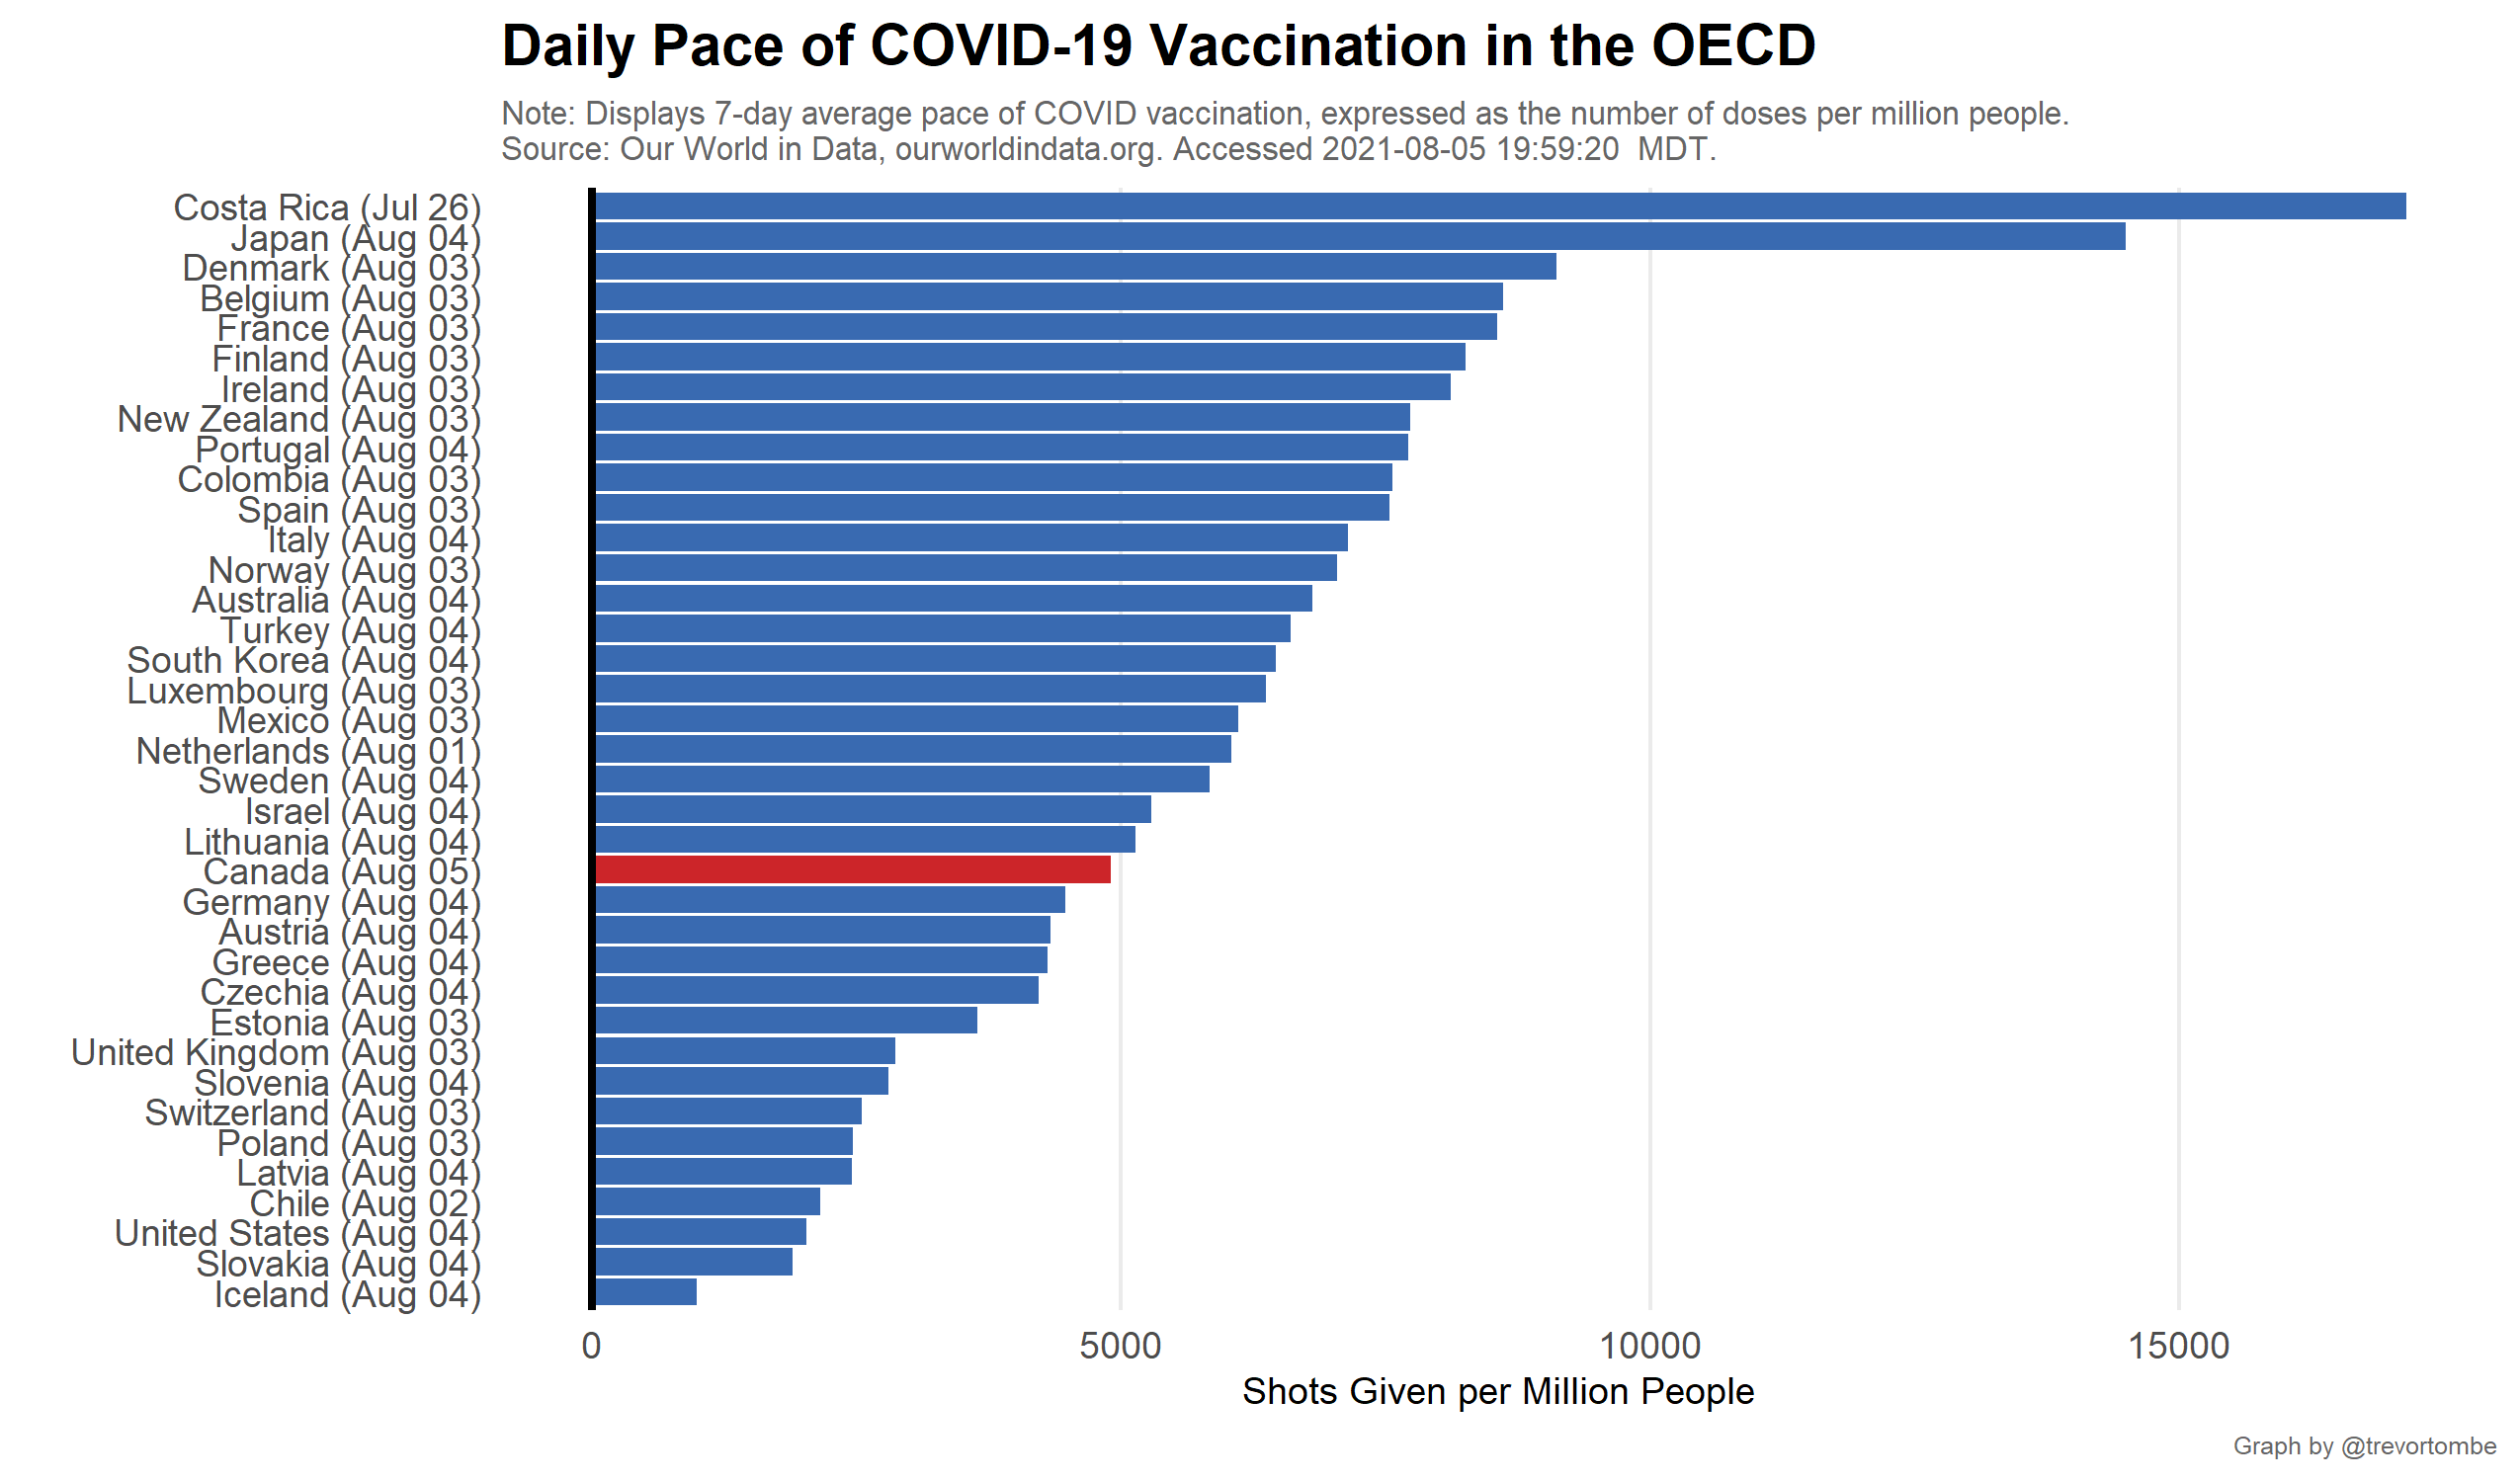 Daily Pace of COVID-19 Vaccination in the OECD
Note: Displays 7-day average pace of COVID vaccination, expressed as the number of doses per million people.
Source: Our World in Data, ourworldindata.org. Accessed 2021-08-05 19:59:20  MDT.
Costa Rica (Jul 26)
Japan (Aug 04)
Denmark (Aug 03)
Belgium (Aug 03)
France (Aug 03)
Finland (Aug 03)
Ireland (Aug 03)
New Zealand (Aug 03)
Portugal (Aug 04)
Colombia (Aug 03)
Spain (Aug 03)
Italy (Aug 04)
Norway (Aug 03)
Australia (Aug 04)
Turkey (Aug 04)
South Korea (Aug 04)
Luxembourg (Aug 03)
Mexico (Aug 03)
Netherlands (Aug 01)
Sweden (Aug 04)
Israel (Aug 04)
Lithuania (Aug 04)
Canada (Aug 05)
Germany (Aug 04)
Austria (Aug 04)
Greece (Aug 04)
Czechia (Aug 04)
Estonia (Aug 03)
United Kingdom (Aug 03)
Slovenia (Aug 04)
Switzerland (Aug 03)
Poland (Aug 03)
Latvia (Aug 04)
Chile (Aug 02)
United States (Aug 04)
Slovakia (Aug 04)
Iceland (Aug 04)
0 5000 10000 15000
Shots Given per Million People
Graph by @trevortombe